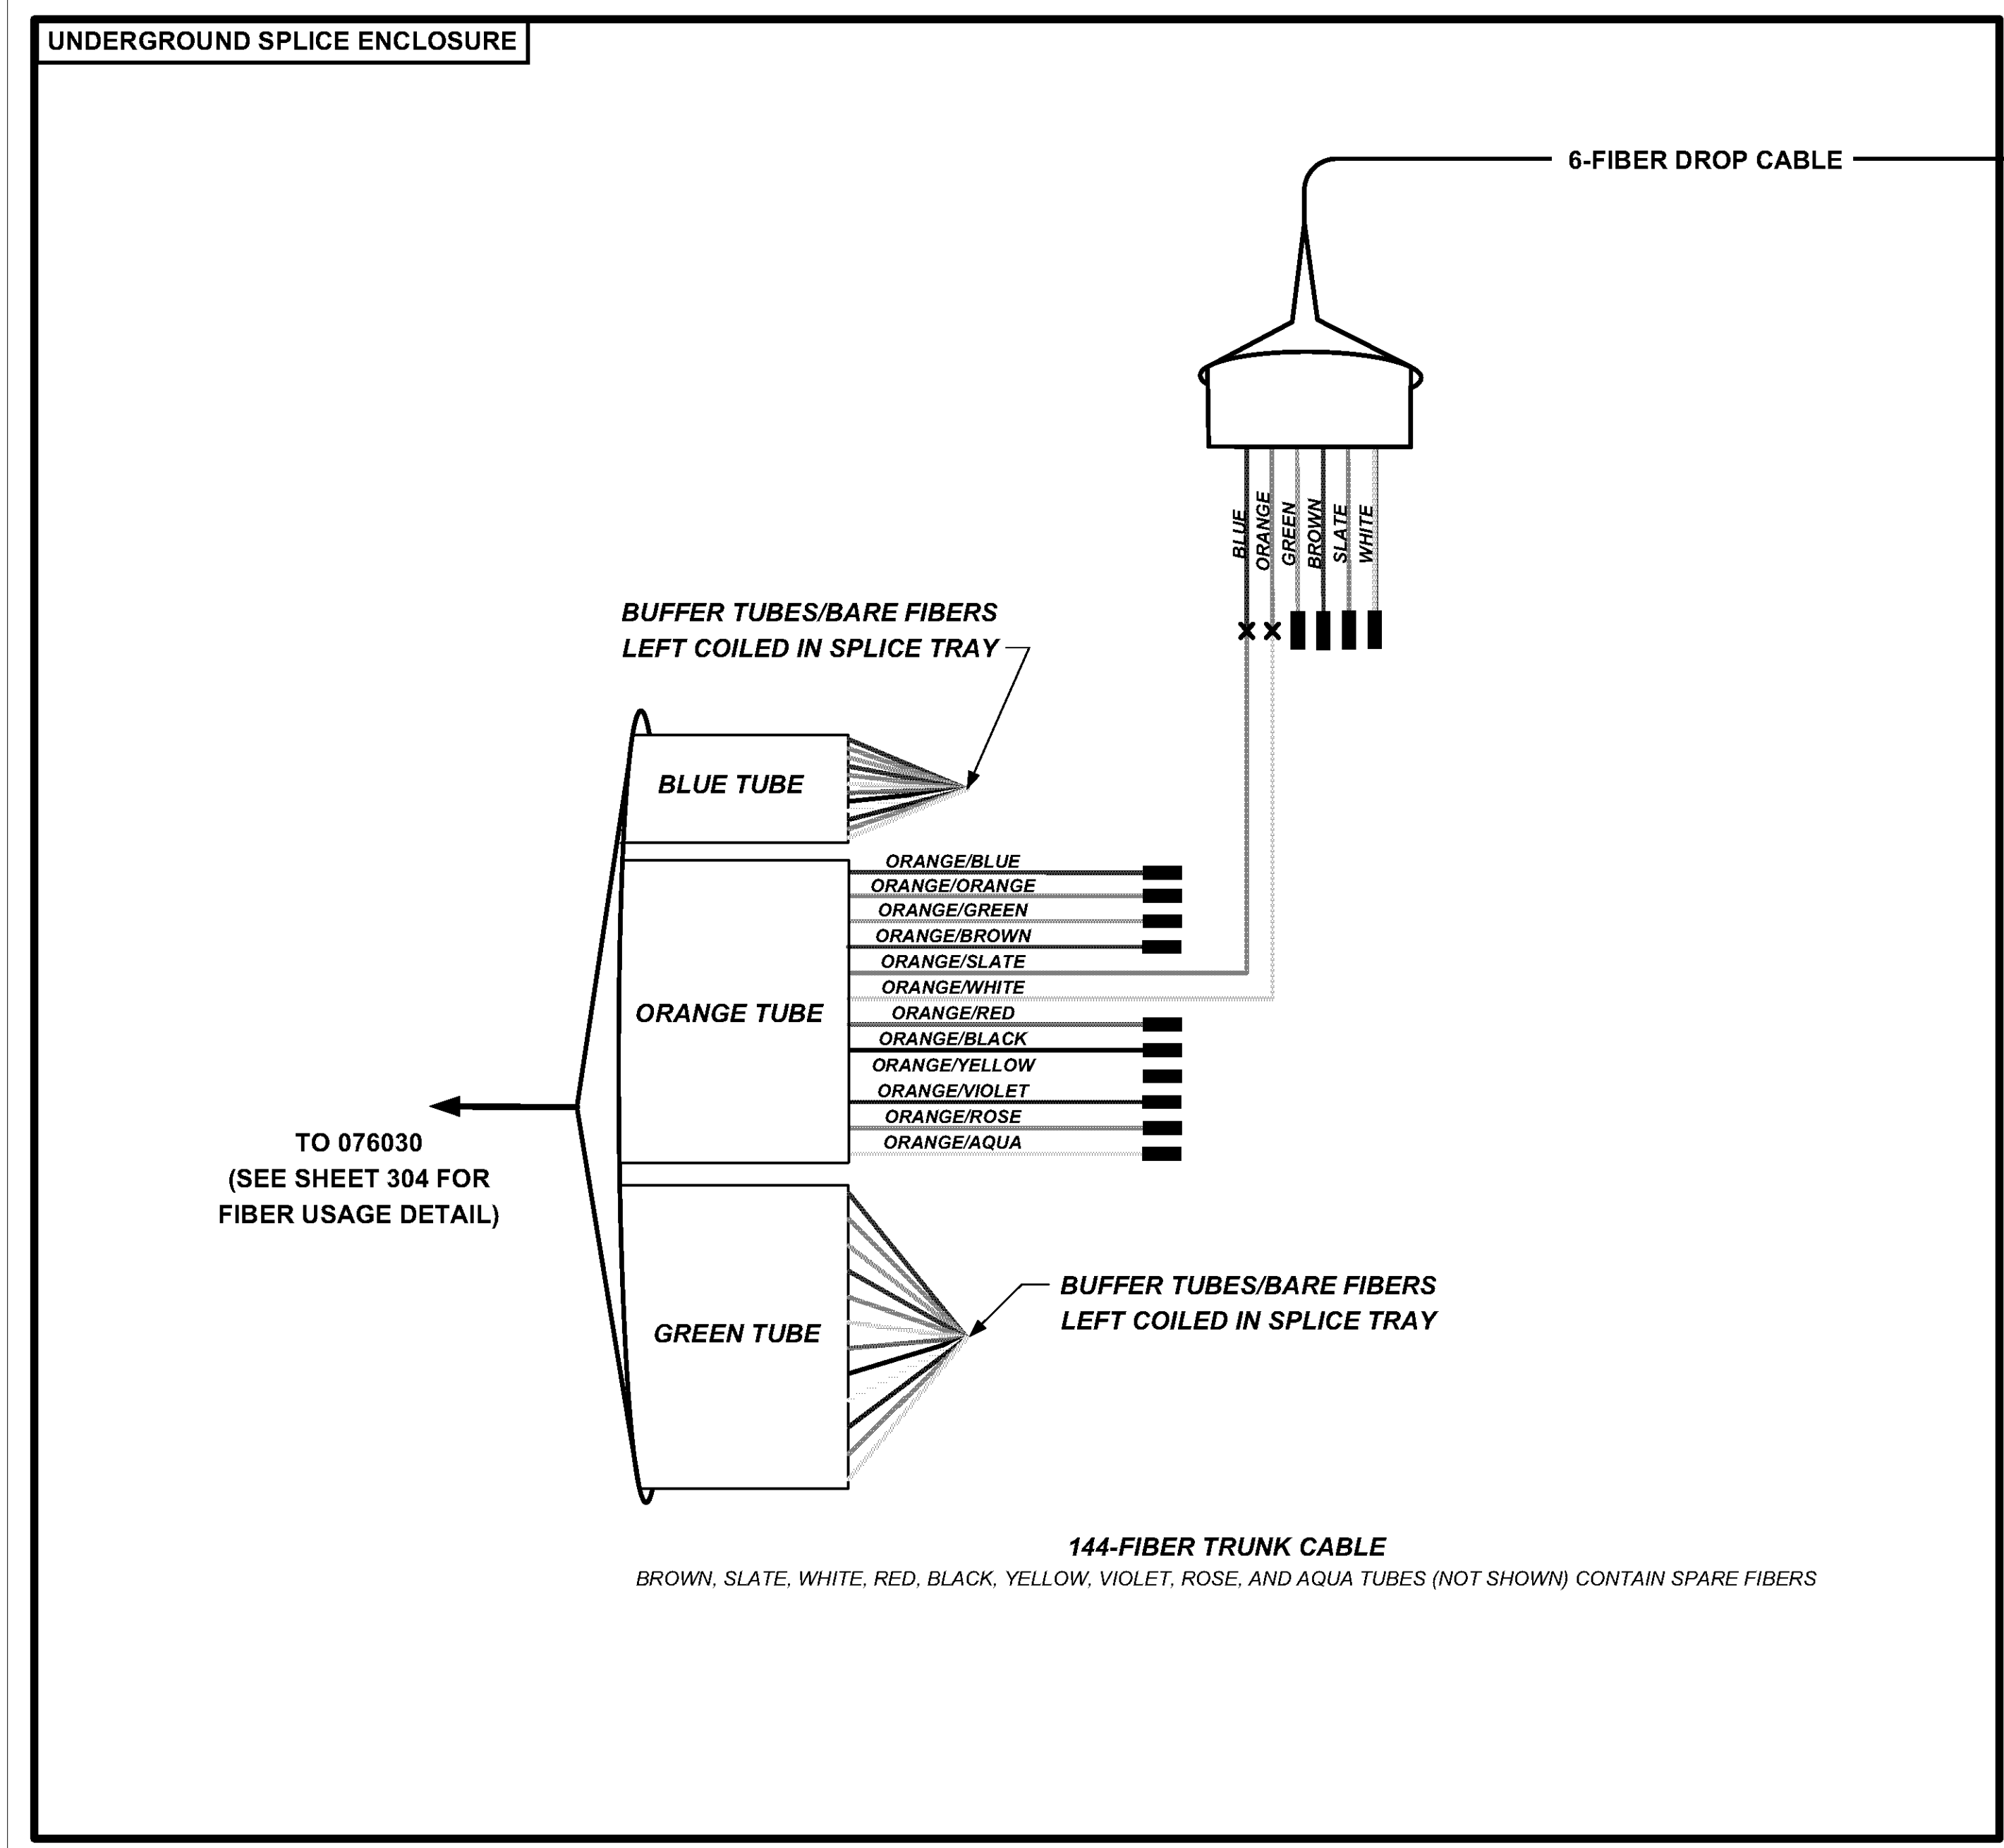 UNDERGROUND SPLICE ENCLOSURE
6-FIBER DROP CABLE
BLUE
ORANGE
GREEN
BROWN
SLATE
WHITE
BUFFER TUBES/BARE FIBERS
LEFT COILED IN SPLICE TRAY
BLUE TUBE
ORANGE/BLUE
ORANGE/ORANGE
ORANGE/GREEN
ORANGE/BROWN
ORANGE/SLATE
ORANGE/WHITE
ORANGE TUBE
ORANGE/RED
ORANGE/BLACK
ORANGE/YELLOW
ORANGE/VIOLET
ORANGE/ROSE
ORANGE/AQUA
TO 076030
(SEE SHEET 304 FOR
FIBER USAGE DETAIL)
BUFFER TUBES/BARE FIBERS
LEFT COILED IN SPLICE TRAY
GREEN TUBE
144-FIBER TRUNK CABLE
BROWN, SLATE, WHITE, RED, BLACK, YELLOW, VIOLET, ROSE, AND AQUA TUBES (NOT SHOWN) CONTAIN SPARE FIBERS